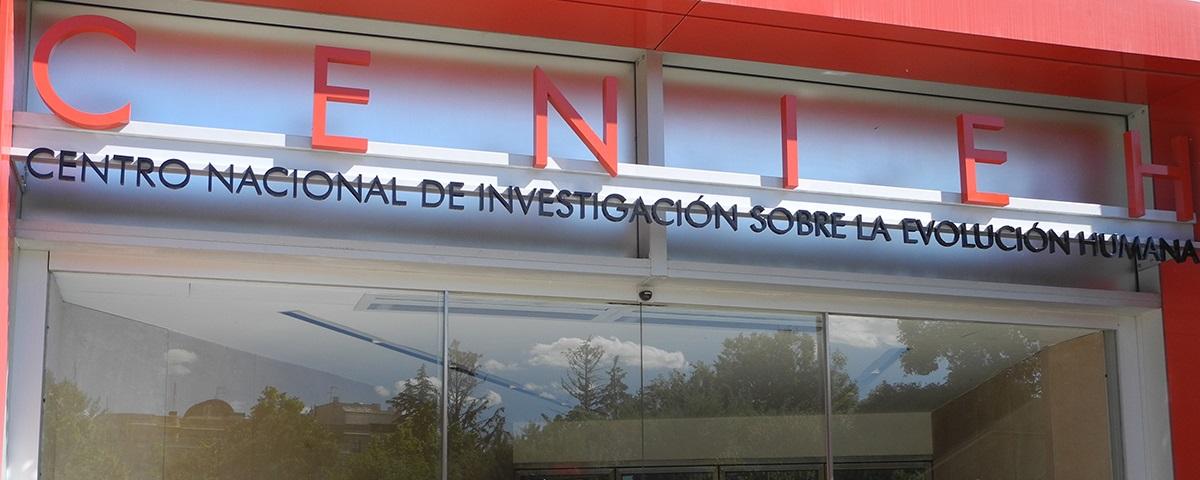 CENIEH
CENTRO NACIONAL DE INVESTIGACIÓN SOBRE LA EVOLUCIÓN HUMANA